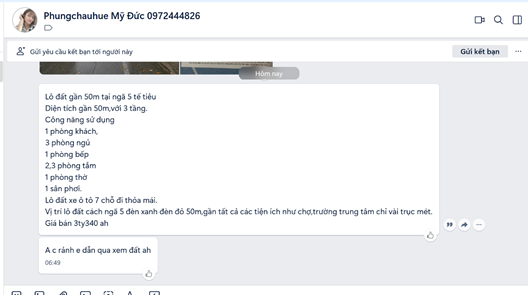 Phungchauhue Mỹ Đức 0972444826
Gửi yêu cầu kết bạn tới người này
Gửi kết bạn
Hôm nay
Lô đất gần 50m tại ngã 5 tế tiêu
Diện tích gần 50m,với 3 tầng.
Công năng sử dụng
1 phòng khách,
3 phòng ngủ
1 phòng bếp
2,3 phòng tắm
1 phòng thờ
1 sân phơi.
Lô đất xe ô tô 7 chỗ đi thỏa mái.
Vị trí lô đất cách ngã 5 đèn xanh đèn đỏ 50m,gần tất cả các tiện ích như chợ,trường trung tâm chỉ vài trục mét.
Giá bán 3ty340 ah
A c rảnh e dẫn qua xem đất ah
06:49